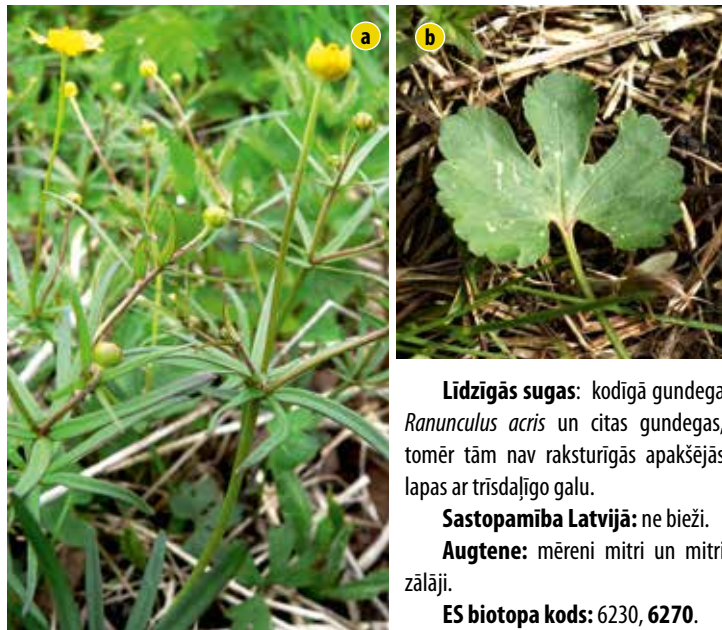 a
b
Līdzīgās sugas: kodīgā gundega
Ranunculus acris un citas gundegas,
tomēr tām nav raksturīgās apakšējās
lapas ar trīsdaļīgo galu.
Sastopamība Latvijā: ne bieži.
Augtene: mēreni mitri un mitri
zālāji.
ES biotopa kods: 6230, 6270.